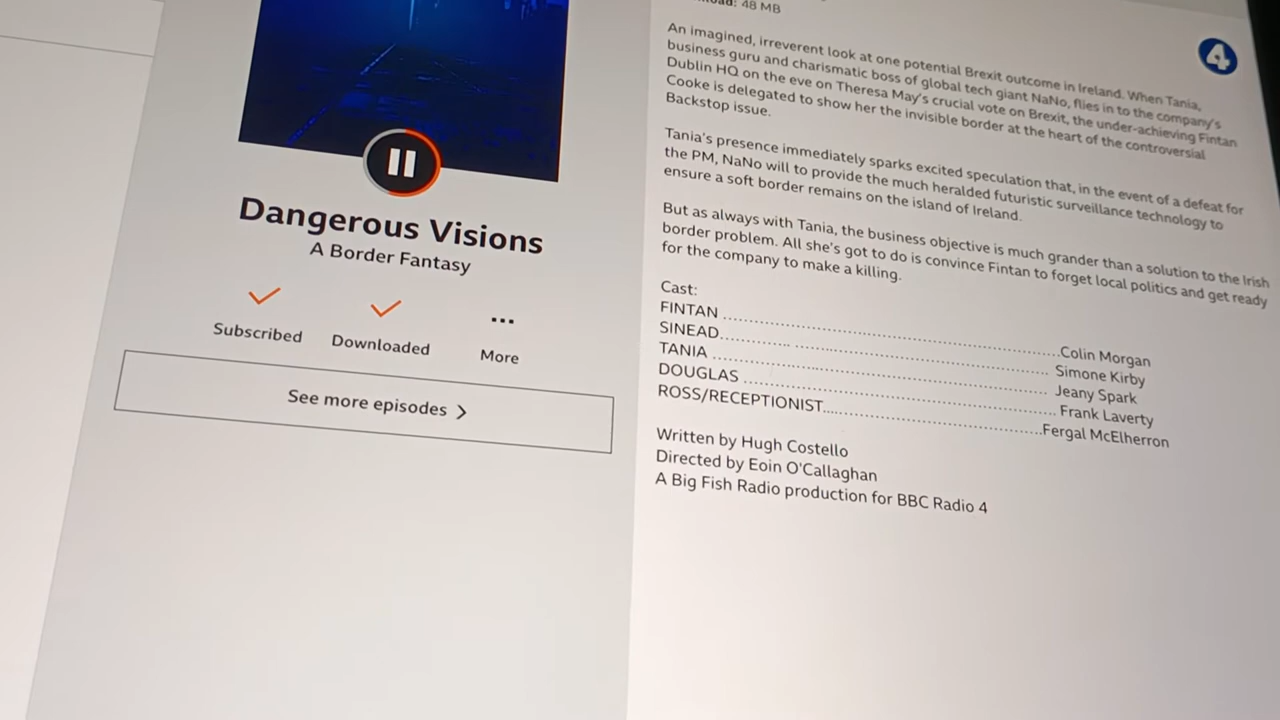 Dangerous Visions
A Border Fantasy
Subscribed
Downloaded
...
More
See more episodes >
48 MB
4
An imagined, irreverent look at one potential Brexit outcome in Ireland. When Tania,
business guru and charismatic boss of global tech giant NaNo, flies in to the company's
Dublin HQ on the eve on Theresa May's crucial vote on Brexit, the under-achieving Fintan
Cooke is delegated to show her the invisible border at the heart of the controversial
Backstop issue.
Tania's presence immediately sparks excited speculation that, in the event of a defeat for
the PM, NaNo will to provide the much heralded futuristic surveillance technology to
ensure a soft border remains on the island of Ireland.
But as always with Tania, the business objective is much grander than a solution to the Irish
border problem. All she's got to do is convince Fintan to forget local politics and get ready
for the company to make a killing.
Cast:
FINTAN ..........Colin Morgan
SINEAD.......... Simone Kirby
TANIA .......... Jeany Spark
DOUGLAS .......... Frank Laverty
ROSS/RECEPTIONIST..........Fergal McElherron
Written by Hugh Costello
Directed by Eoin O'Callaghan
A Big Fish Radio production for BBC Radio 4